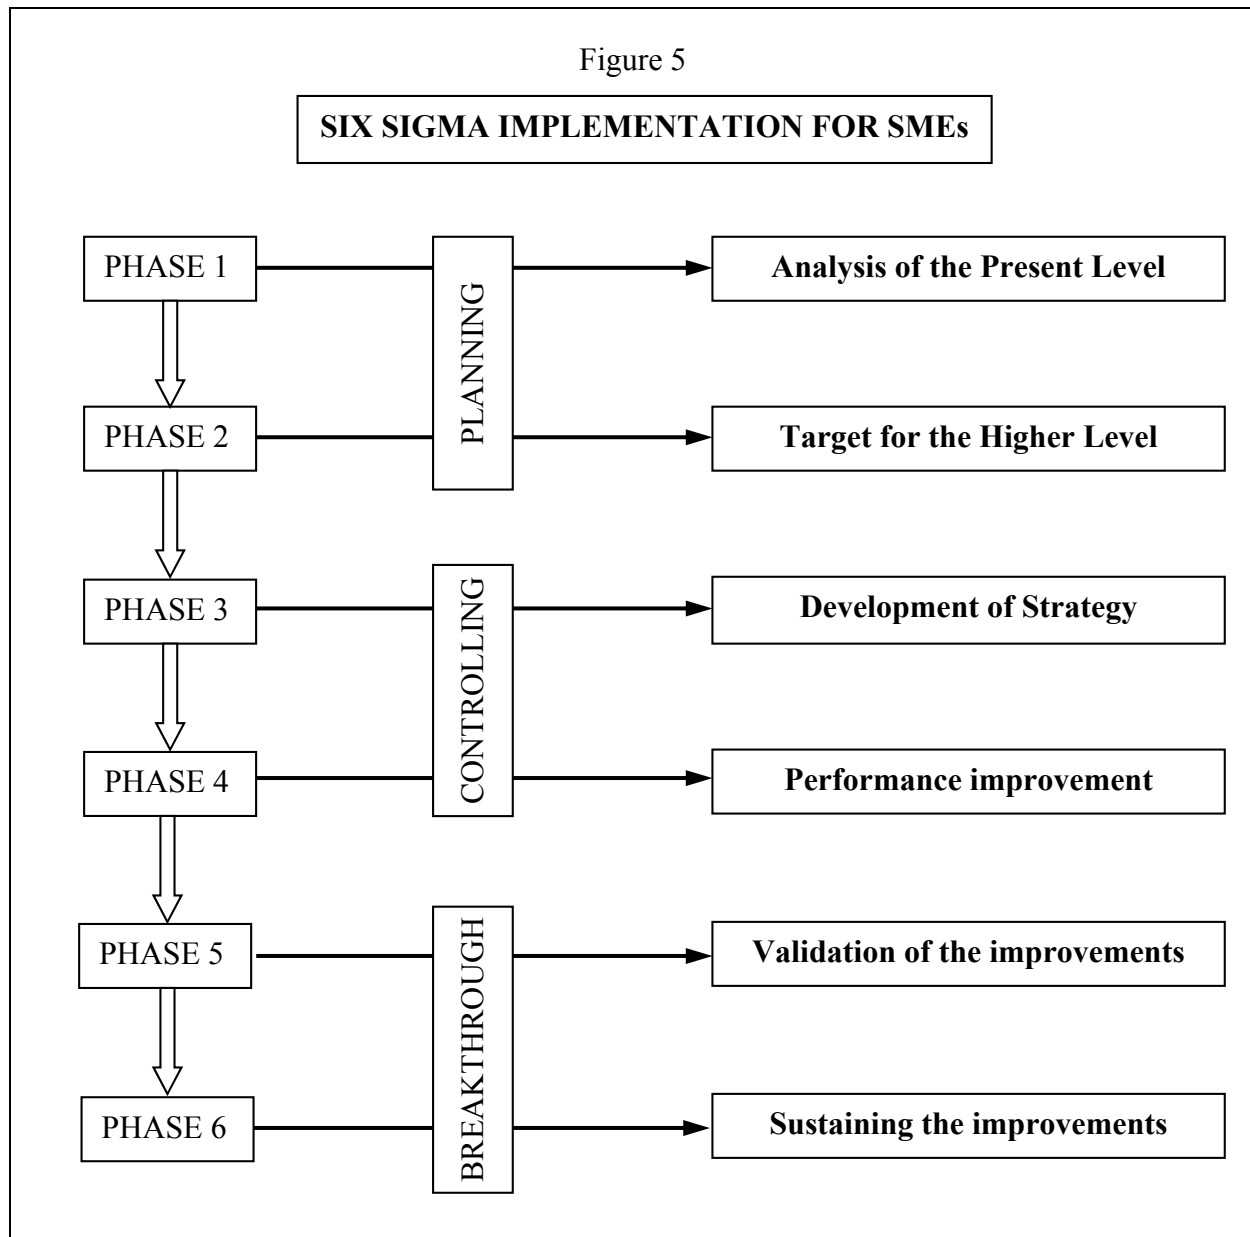 Figure 5
SIX SIGMA IMPLEMENTATION FOR SMEs
PHASE 1
PLANNING
Analysis of the Present Level
PHASE 2
Target for the Higher Level
PHASE 3
CONTROLLING
Development of Strategy
PHASE 4
Performance improvement
PHASE 5
BREAKTHROUGH
Validation of the improvements
PHASE 6
Sustaining the improvements